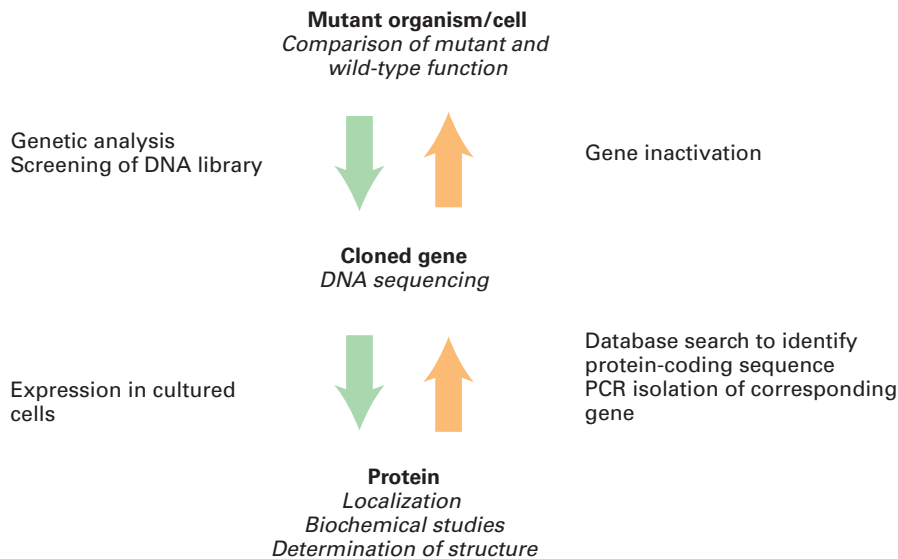 Mutant organism/cell
Comparison of mutant and
wild-type function
Genetic analysis
Screening of DNA library
Gene inactivation
Cloned gene
DNA sequencing
Expression in cultured
cells
Database search to identify
protein-coding sequence
PCR isolation of corresponding
gene
Protein
Localization
Biochemical studies
Determination of structure